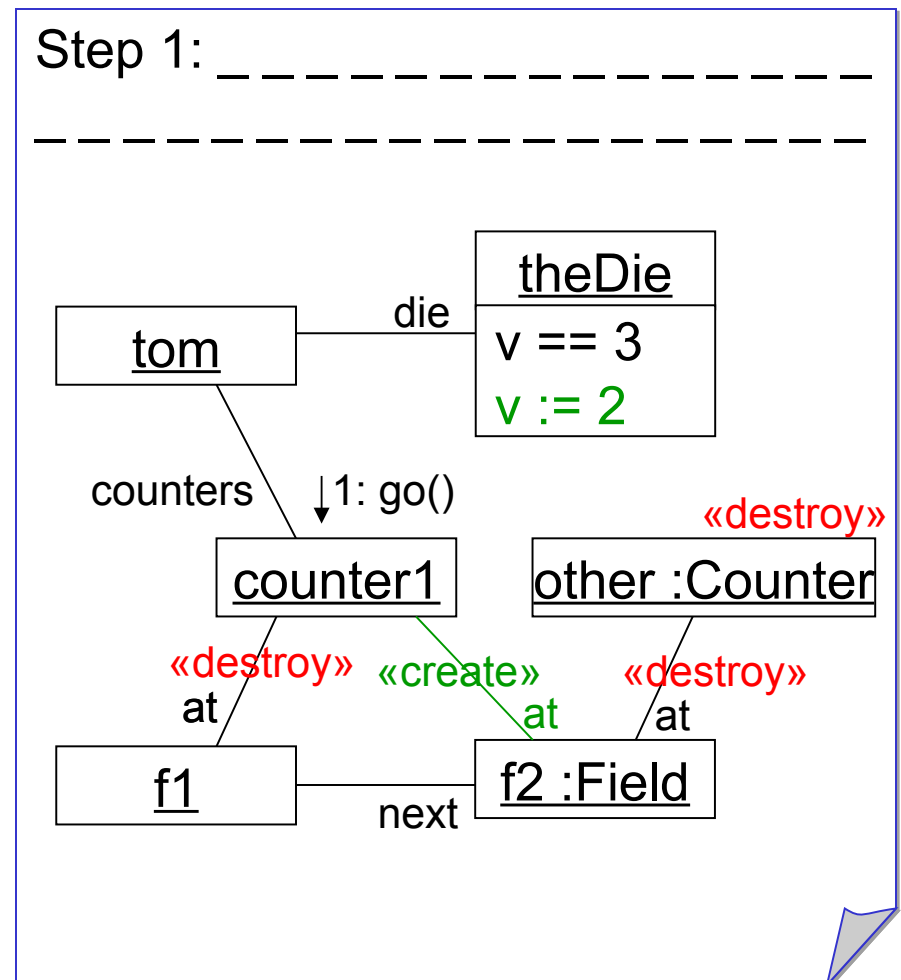 Step 1: _ _ _ _ _ _ _ _ _ _ _ _ _ _ _
_ _ _ _ _ _ _ _ _ _ _ _ _ _ _ _ _ _ _
theDie
die
v == 3
tom
v := 2
counters
1: go()
«destroy»
counter1
other :Counter
«destroy»
«create»
«destroy»
at
at
at
f1
f2 :Field
next